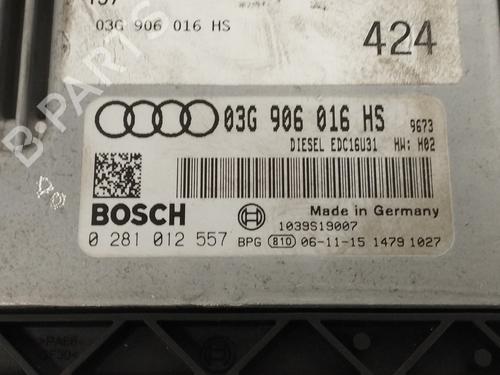 03G 906 016 HS
424
03G 906 016 HS 9673
DIESEL EDC16U31 HW: H02
BOSCH
Made in Germany
1039S19007
0 281 012 557 BPG 810 06-11-15 1479 1027
B-PARTS